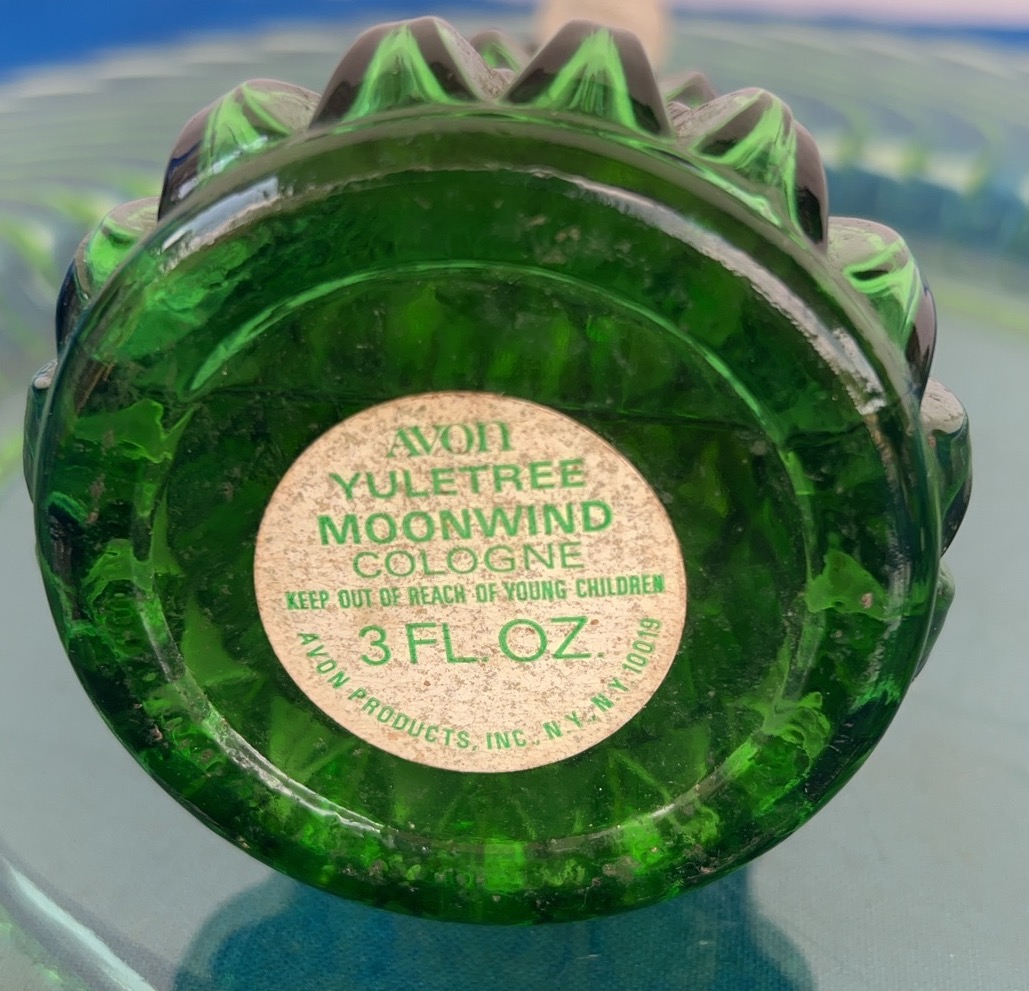 AVON
YULETREE
MOONWIND
COLOGNE
KEEP OUT OF REACH OF YOUNG CHILDREN
3 FL. OZ.
AVON PRODUCTS, INC., N.Y., N.Y. 10019